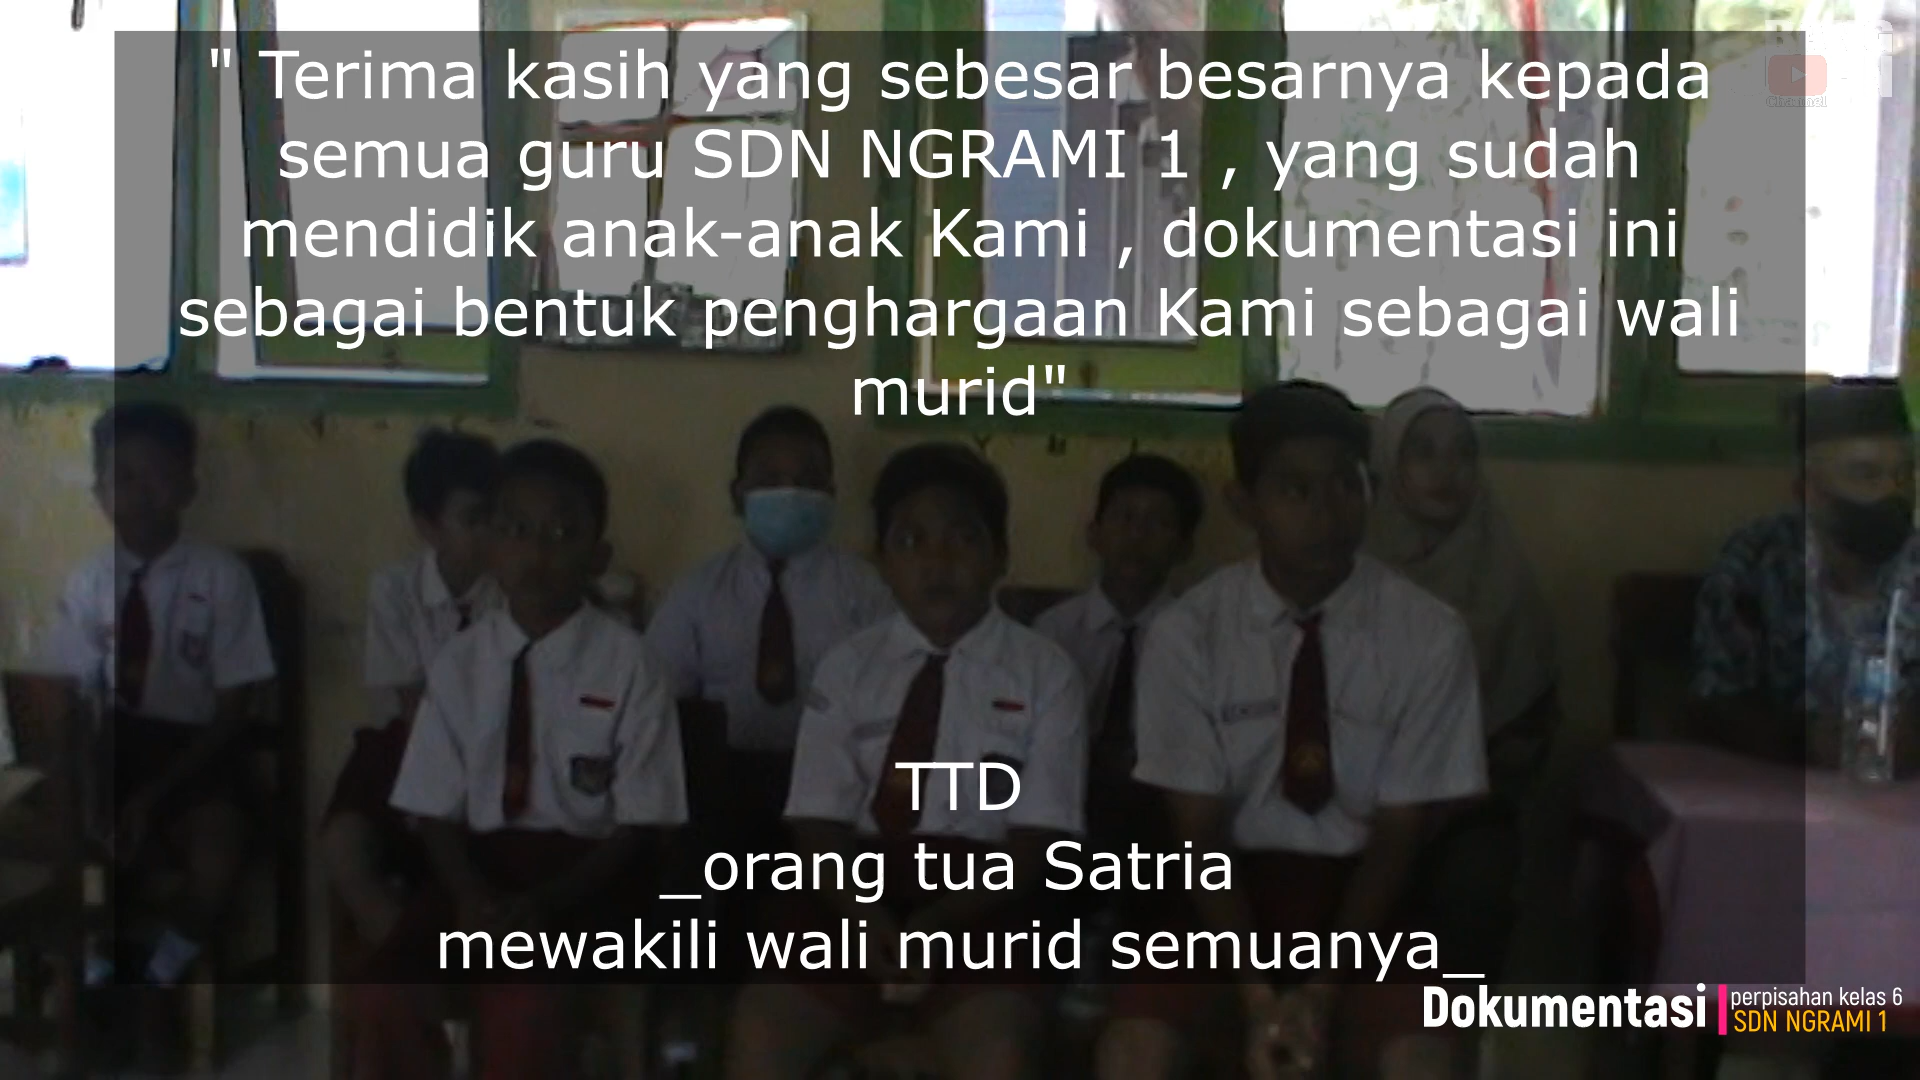 " Terima kasih yang sebesar besarnya kepada
semua guru SDN NGRAMI 1 , yang sudah
mendidik anak-anak Kami , dokumentasi ini
sebagai bentuk penghargaan Kami sebagai wali
murid"
TTD
_orang tua Satria
mewakili wali murid semuanya_
Dokumentasi
perpisahan kelas 6
SDN NGRAMI 1
Channel